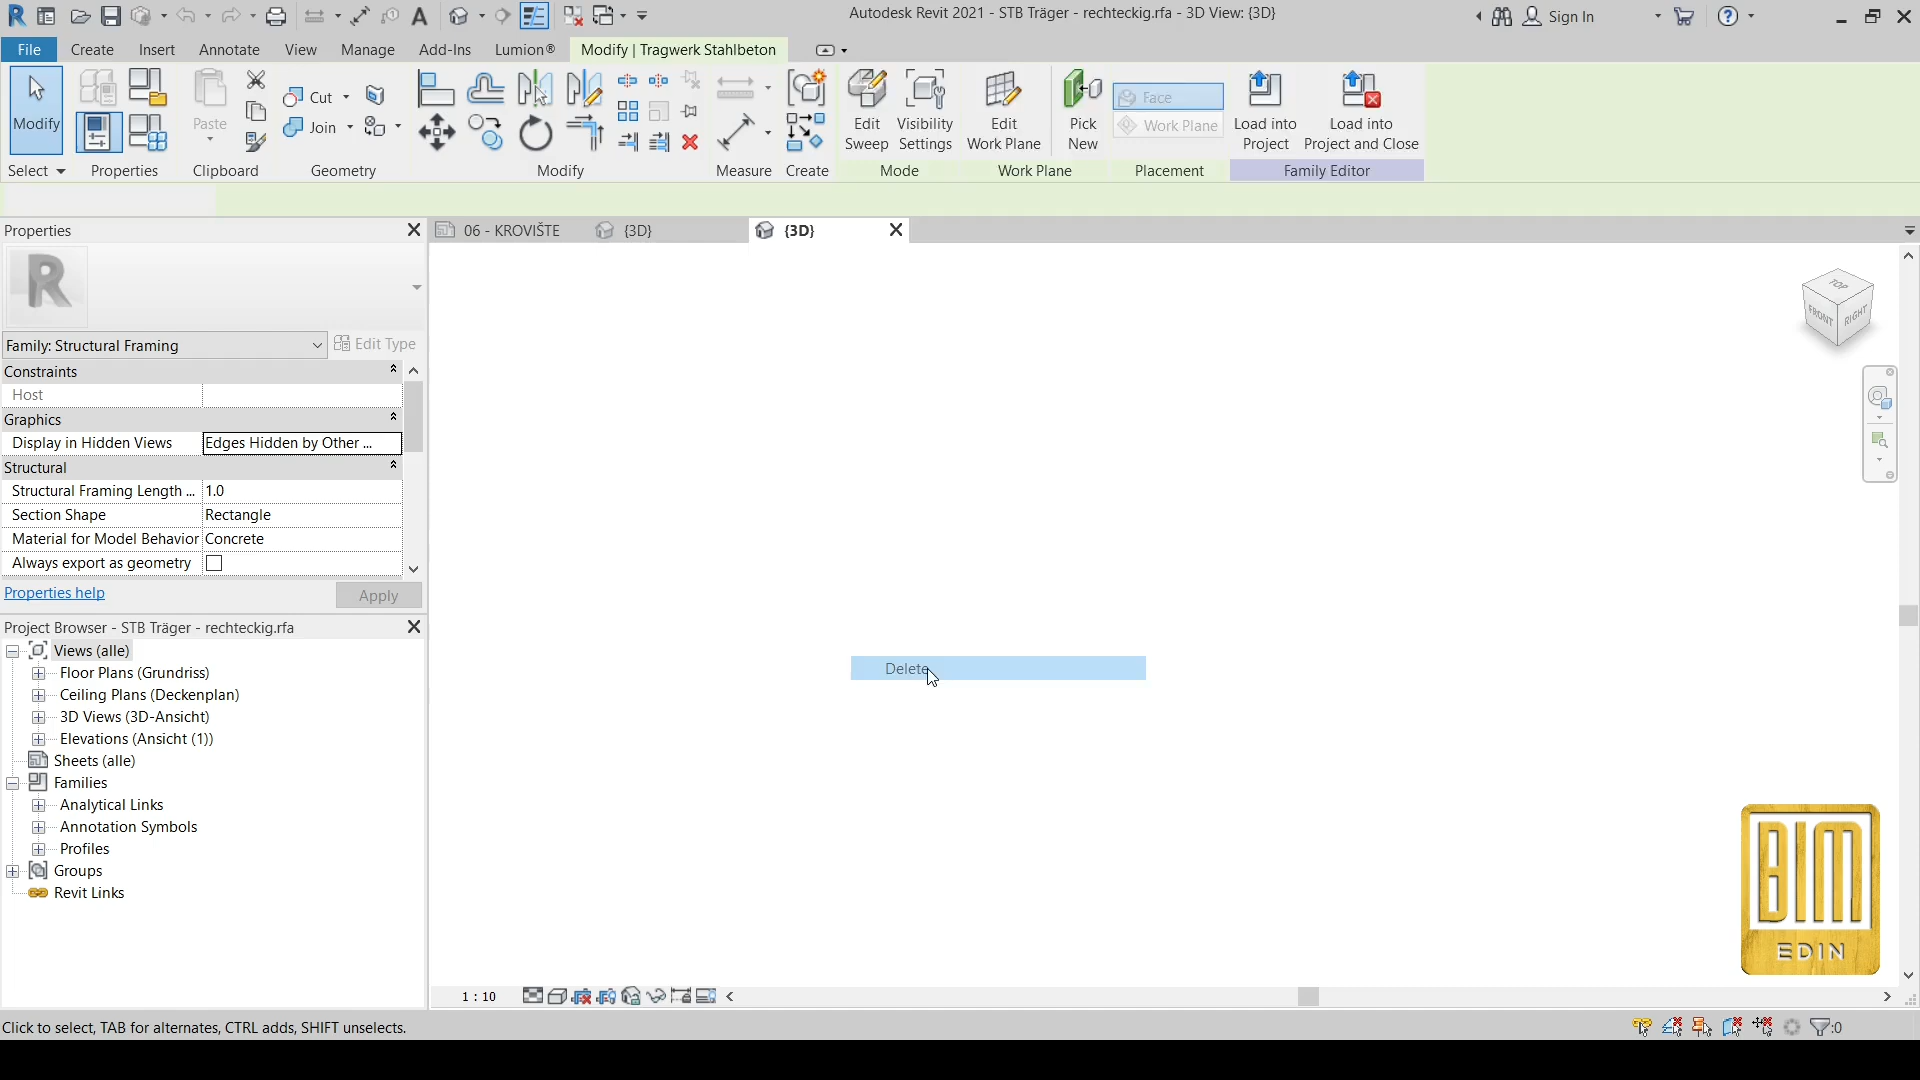 Autodesk Revit 2021 - STB Träger - rechteckig.rfa - 3D View: {3D}
Sign In
File
Create
Insert
Annotate
View
Manage
Add-Ins
Lumion®
Modify | Tragwerk Stahlbeton
Modify
Paste
Cut
Join
Edit
Sweep
Visibility
Settings
Edit
Work Plane
Pick
New
Face
Work Plane
Load into
Project
Load into
Project and Close
Select
Properties
Clipboard
Geometry
Modify
Measure
Create
Mode
Work Plane
Placement
Family Editor
Properties
06 - KROVIŠTE
{3D}
{3D}
Family: Structural Framing
Edit Type
Constraints
Host
Graphics
Display in Hidden Views
Edges Hidden by Other ...
Structural
Structural Framing Length ...
1.0
Section Shape
Rectangle
Material for Model Behavior
Concrete
Always export as geometry
Properties help
Apply
Project Browser - STB Träger - rechteckig.rfa
Views (alle)
Floor Plans (Grundriss)
Ceiling Plans (Deckenplan)
3D Views (3D-Ansicht)
Elevations (Ansicht (1))
Sheets (alle)
Families
Analytical Links
Annotation Symbols
Profiles
Groups
Revit Links
TOP
FRONT
RIGHT
Delete
BIM
EDIN
1 : 10
Click to select, TAB for alternates, CTRL adds, SHIFT unselects.
:0